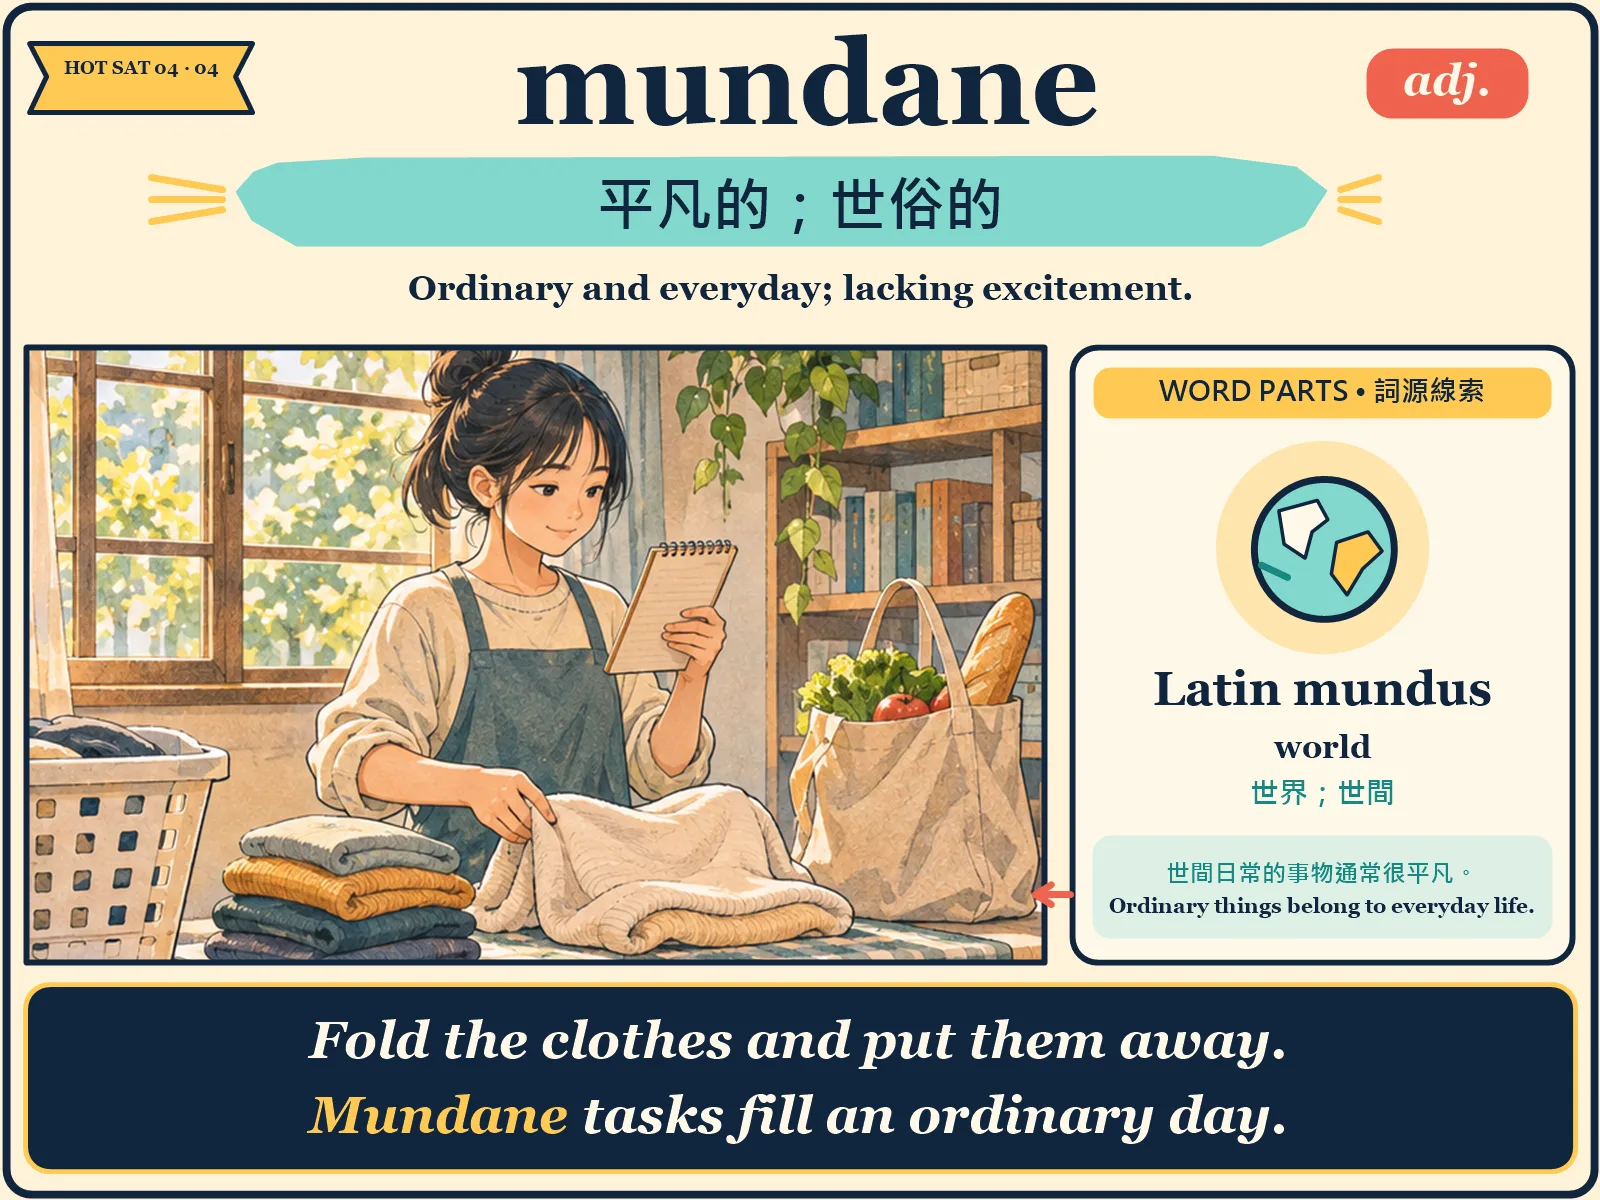 HOT SAT 04 · 04
mundane
adj.
平凡的；世俗的
Ordinary and everyday; lacking excitement.
WORD PARTS • 詞源線索
Latin mundus
world
世界；世間
世間日常的事物通常很平凡。
Ordinary things belong to everyday life.
Fold the clothes and put them away.
Mundane tasks fill an ordinary day.